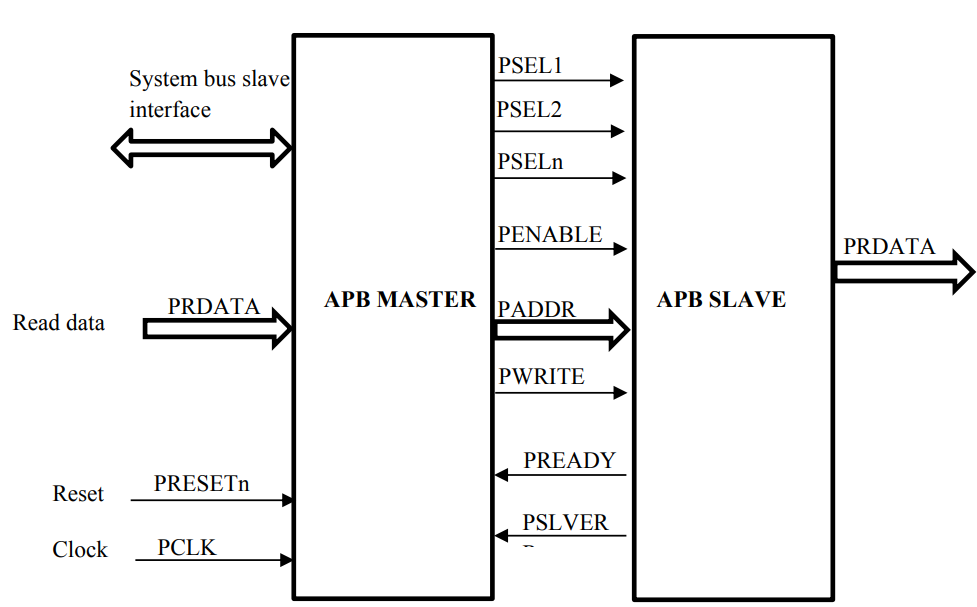 System bus slave
interface
PSEL1
PSEL2
PSELn
PENABLE
PRDATA
APB MASTER
APB SLAVE
PRDATA
Read data
PADDR
PWRITE
PREADY
Reset
PRESETn
PSLVER
Clock
PCLK